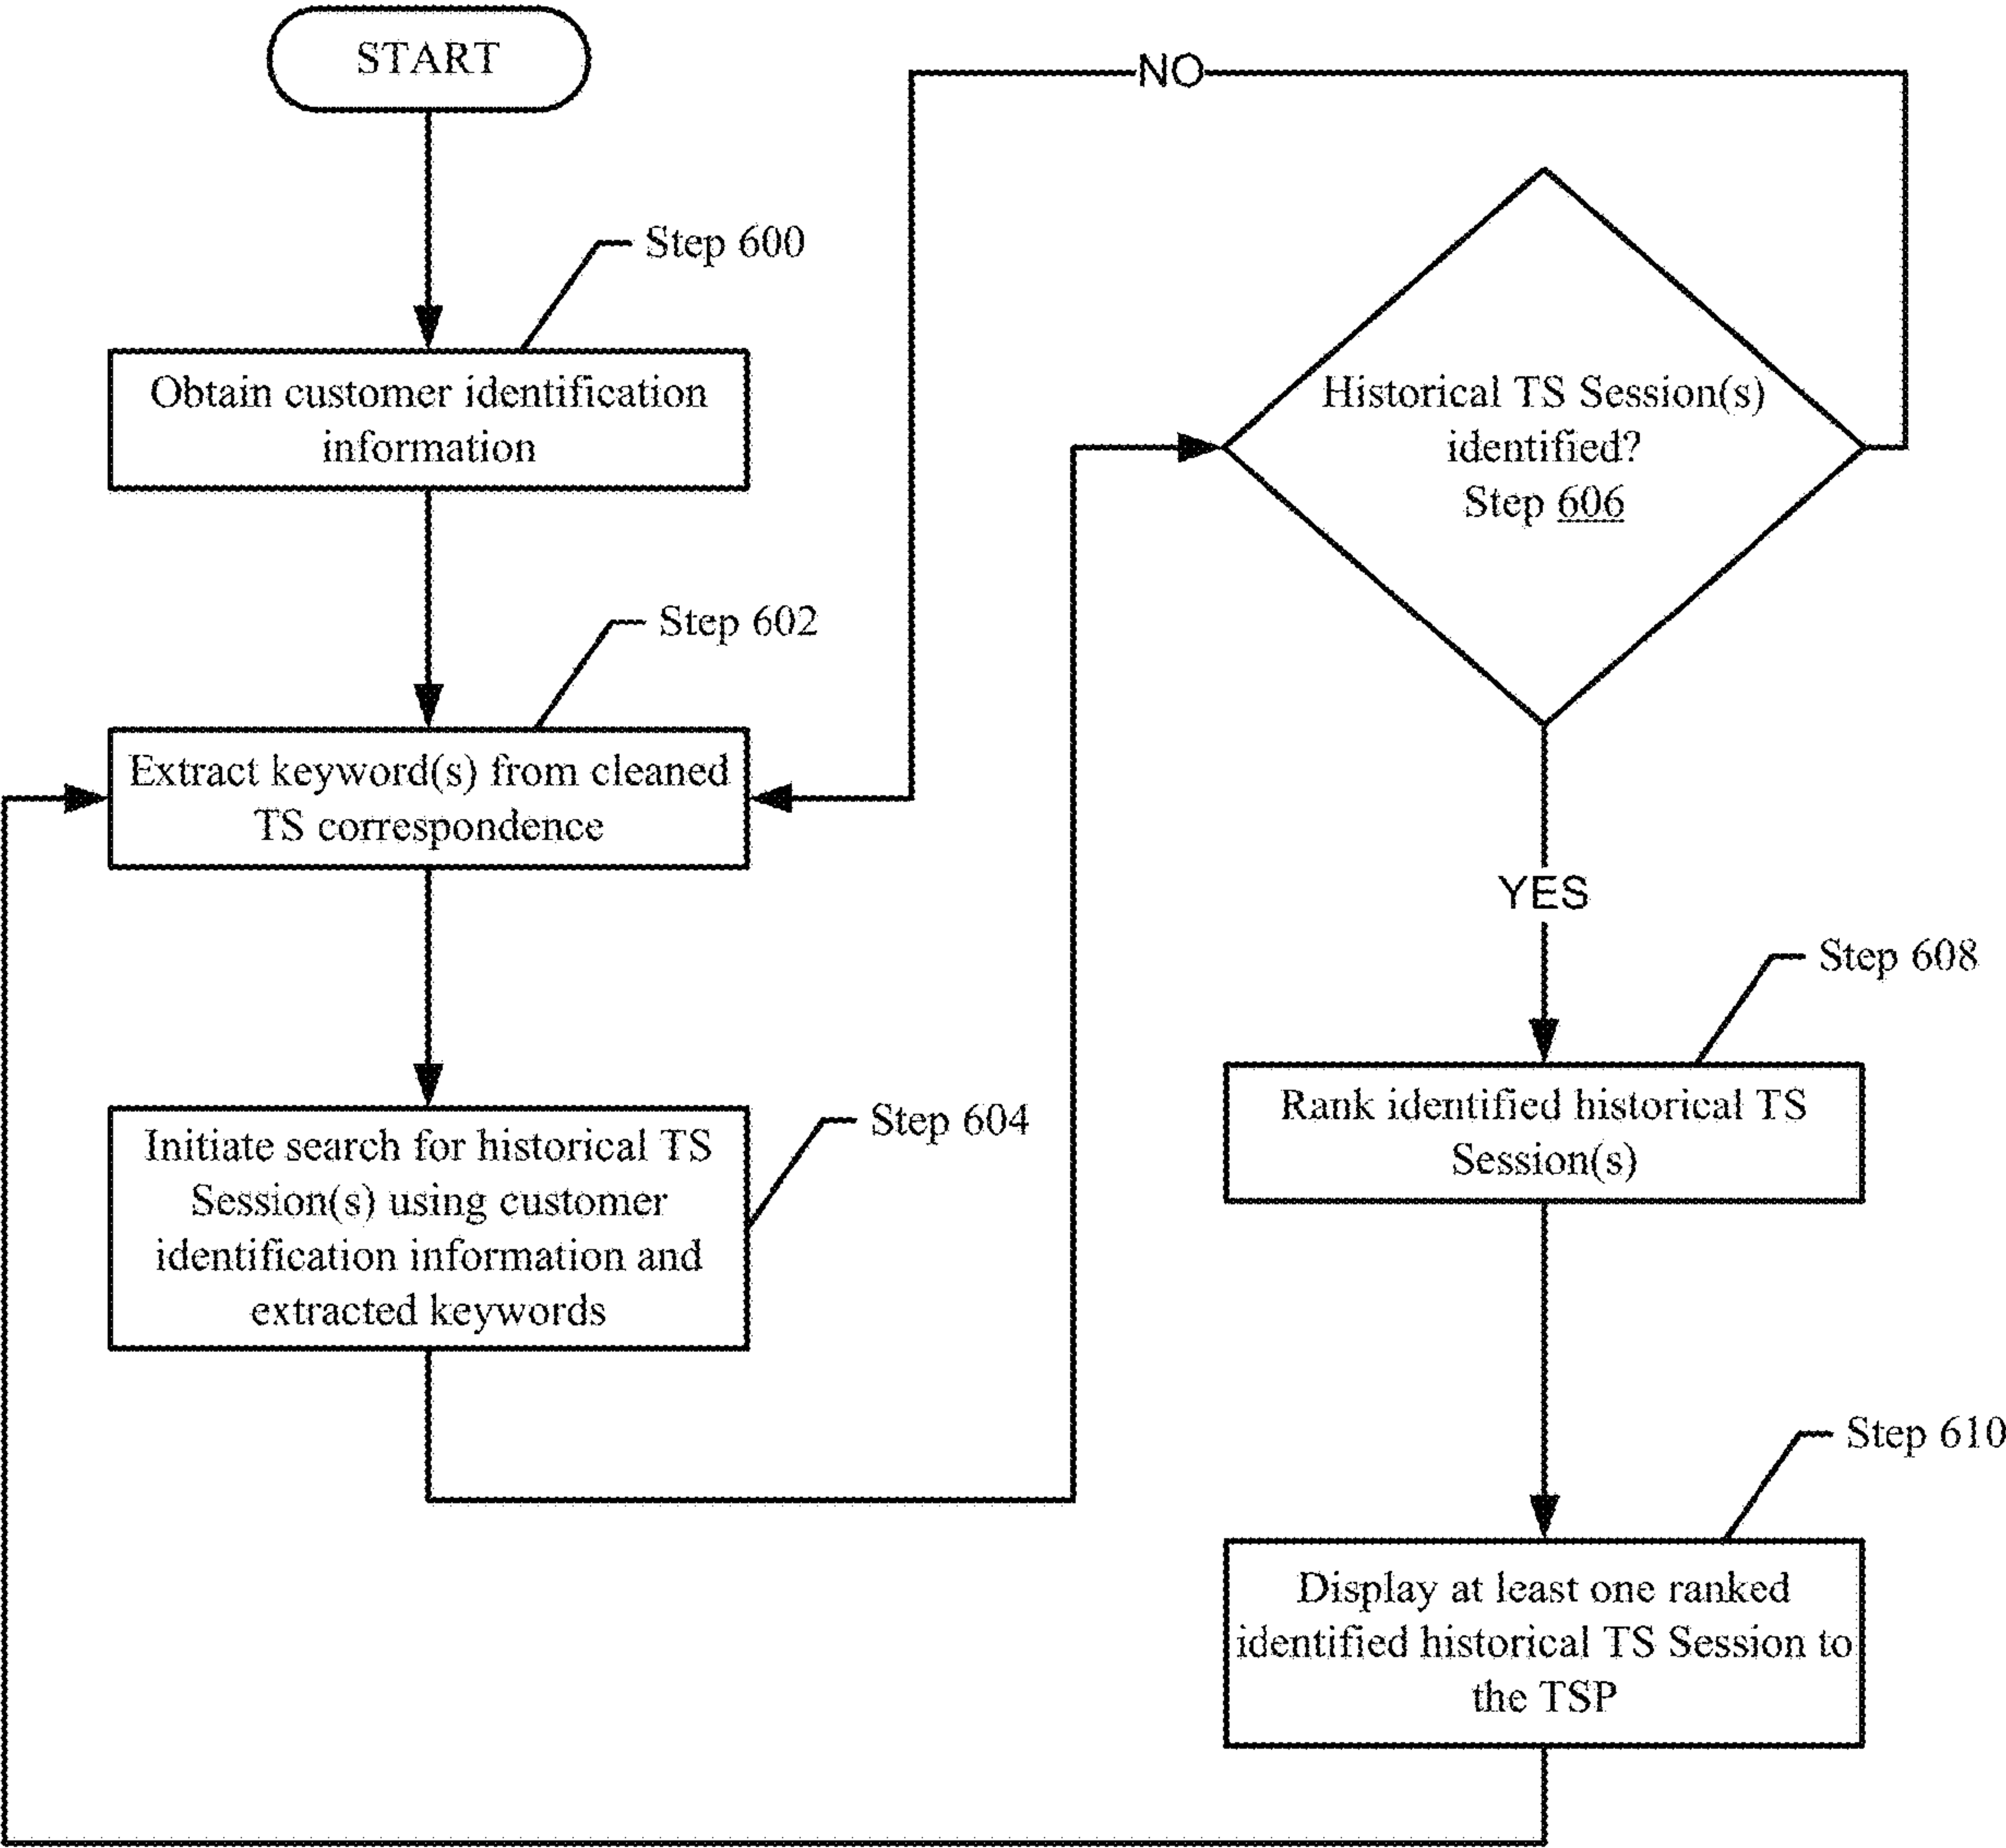 START
Step 600
Obtain customer identification
information
Step 602
Extract keyword(s) from cleaned
TS correspondence
Step 604
Initiate search for historical TS
Session(s) using customer
identification information and
extracted keywords
NO
Historical TS Session(s)
identified?
Step 606
YES
Step 608
Rank identified historical TS
Session(s)
Step 610
Display at least one ranked
identified historical TS Session to
the TSP